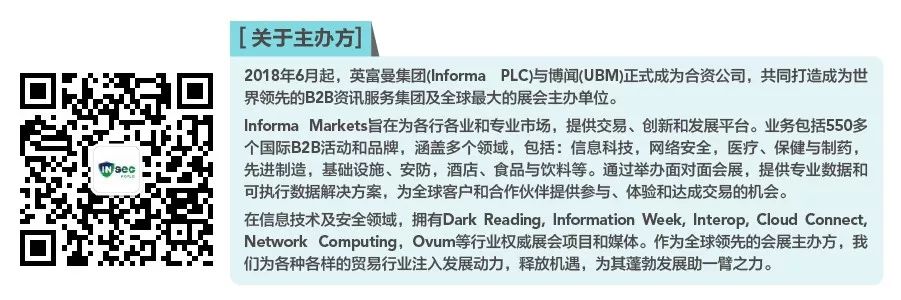 [ 关于主办方]
2018年6月起，英富曼集团(Informa PLC)与博闻(UBM)正式成为合资公司，共同打造成为世
界领先的B2B资讯服务集团及全球最大的展会主办单位。
Informa Markets旨在为各行各业和专业市场，提供交易、创新和发展平台。业务包括550多
个国际B2B活动和品牌，涵盖多个领域，包括：信息科技，网络安全，医疗、保健与制药，
先进制造，基础设施、安防，酒店、食品与饮料等。通过举办面对面会展，提供专业数据和
可执行数据解决方案，为全球客户和合作伙伴提供参与、体验和达成交易的机会。
在信息技术及安全领域，拥有Dark Reading, Information Week, Interop, Cloud Connect,
Network Computing，Ovum等行业权威展会项目和媒体。作为全球领先的会展主办方，我
们为各种各样的贸易行业注入发展动力，释放机遇，为其蓬勃发展助一臂之力。
INsec
WORLD